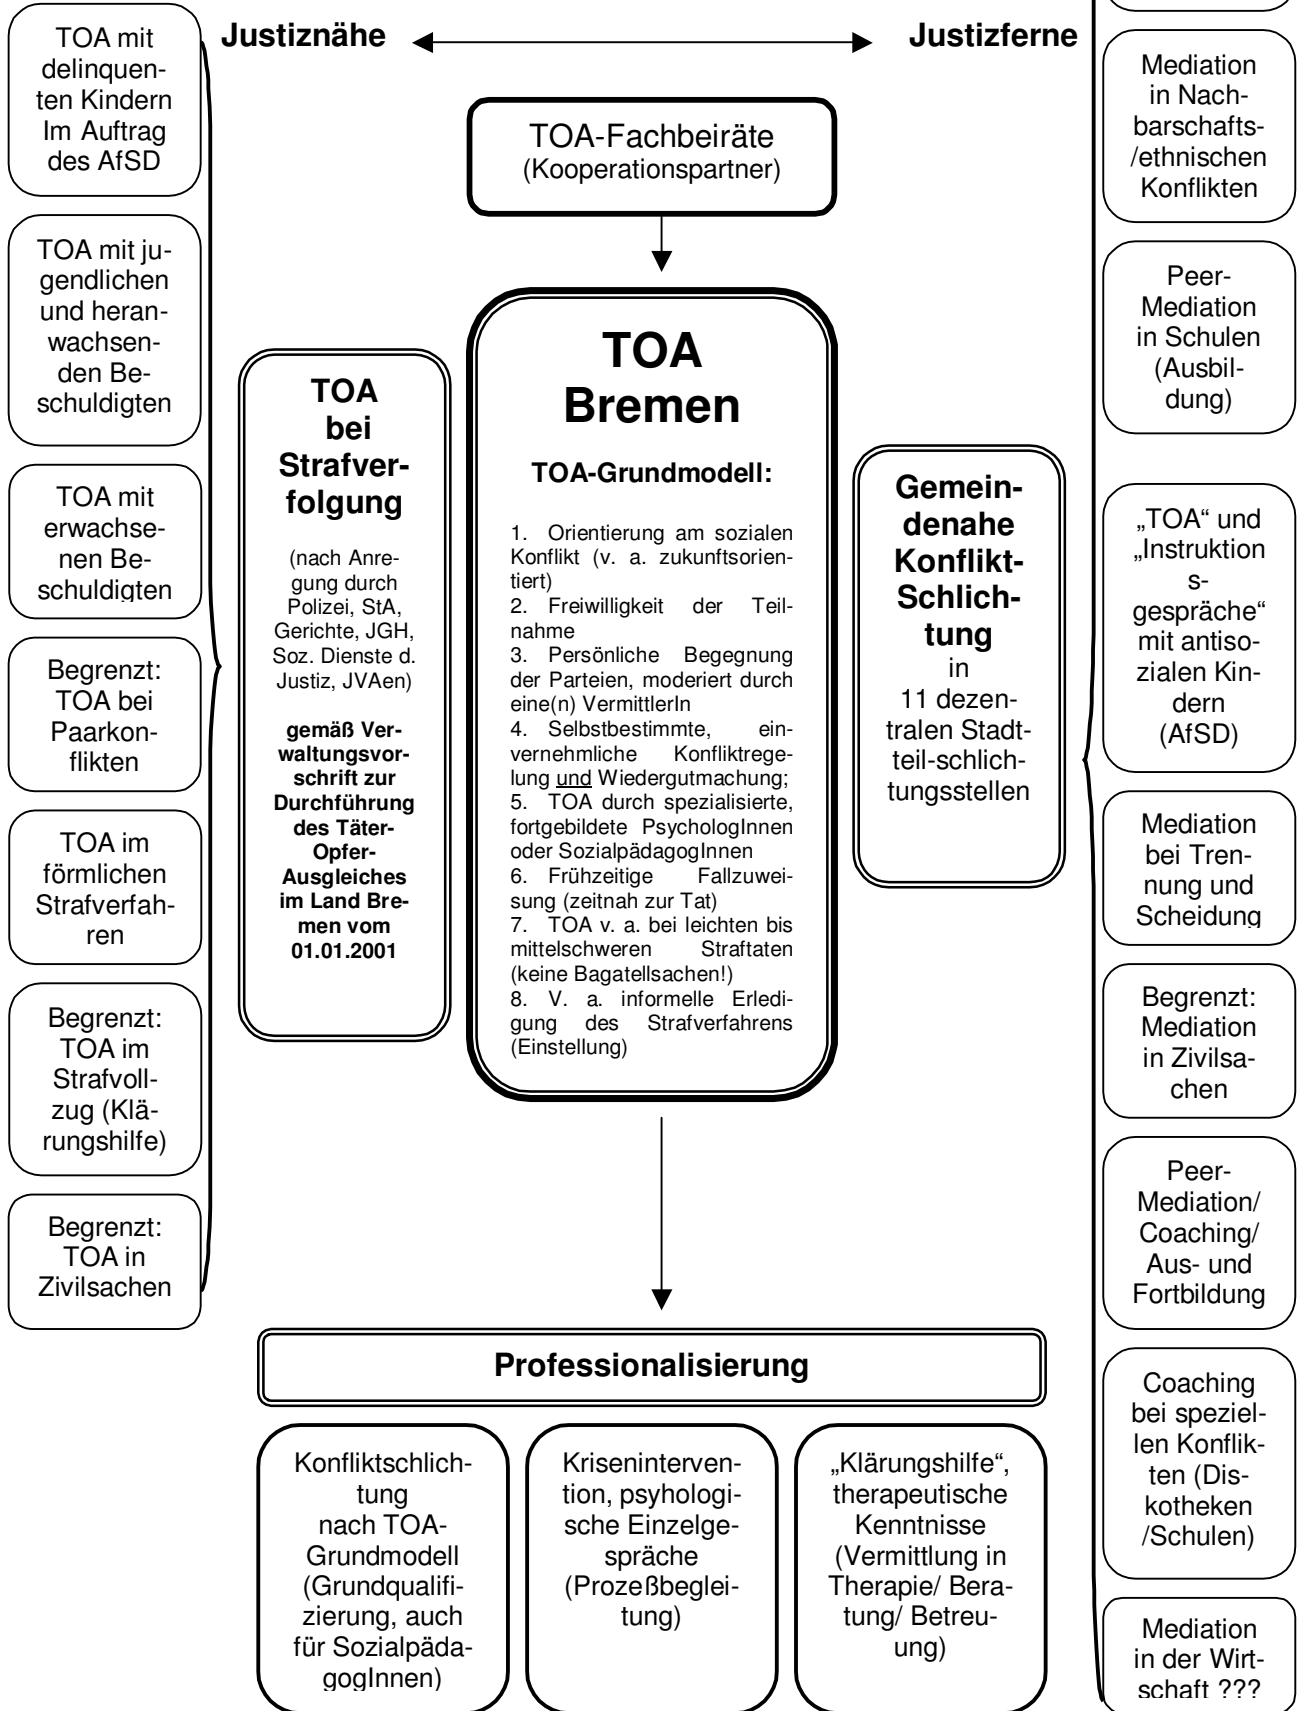 TOA mit
delinquen-
ten Kindern
Im Auftrag
des AfSD
TOA mit ju-
gendlichen
und heran-
wachsen-
den Be-
schuldigten
TOA mit
erwachse-
nen Be-
schuldigten
Begrenzt:
TOA bei
Paarkon-
flikten
TOA im
förmlichen
Strafverfah-
ren
Begrenzt:
TOA im
Strafvoll-
zug (Klä-
rungshilfe)
Begrenzt:
TOA in
Zivilsachen
Justiznähe
Justizferne
TOA-Fachbeiräte
(Kooperationspartner)
TOA
bei
Strafver-
folgung
(nach Anre-
gung durch
Polizei, StA,
Gerichte, JGH,
Soz. Dienste d.
Justiz, JVAen)
gemäß Ver-
waltungsvor-
schrift zur
Durchführung
des Täter-
Opfer-
Ausgleiches
im Land Bre-
men vom
01.01.2001
TOA
Bremen
TOA-Grundmodell:
1. Orientierung am sozialen
Konflikt (v. a. zukunftsorien-
tiert)
2. Freiwilligkeit der Teil-
nahme
3. Persönliche Begegnung
der Parteien, moderiert durch
eine(n) VermittlerIn
4. Selbstbestimmte, ein-
vernehmliche Konfliktrege-
lung und Wiedergutmachung;
5. TOA durch spezialisierte,
fortgebildete PsychologInnen
oder SozialpädagogInnen
6. Frühzeitige Fallzuwei-
sung (zeitnah zur Tat)
7. TOA v. a. bei leichten bis
mittelschweren Straftaten
(keine Bagatellsachen!)
8. V. a. informelle Erledi-
gung des Strafverfahrens
(Einstellung)
Gemein-
denahe
Konflikt-
Schlich-
tung
in
11 dezen-
tralen Stadt-
teil-schlich-
tungsstellen
Mediation
in Nach-
barschafts-
/ethnischen
Konflikten
Peer-
Mediation
in Schulen
(Ausbil-
dung)
„TOA“ und
„Instruktion
s-
gespräche“
mit antiso-
zialen Kin-
dern
(AfSD)
Mediation
bei Tren-
nung und
Scheidung
Begrenzt:
Mediation
in Zivilsa-
chen
Peer-
Mediation/
Coaching/
Aus- und
Fortbildung
Coaching
bei speziel-
len Konflik-
ten (Dis-
kotheken
/Schulen)
Mediation
in der Wirt-
schaft ???
Professionalisierung
Konfliktschlich-
tung
nach TOA-
Grundmodell
(Grundqualifi-
zierung, auch
für Sozialpäda-
gogInnen)
Kriseninterven-
tion, psyhologi-
sche Einzelge-
spräche
(Prozeßbeglei-
tung)
„Klärungshilfe“,
therapeutische
Kenntnisse
(Vermittlung in
Therapie/ Bera-
tung/ Betreu-
ung)